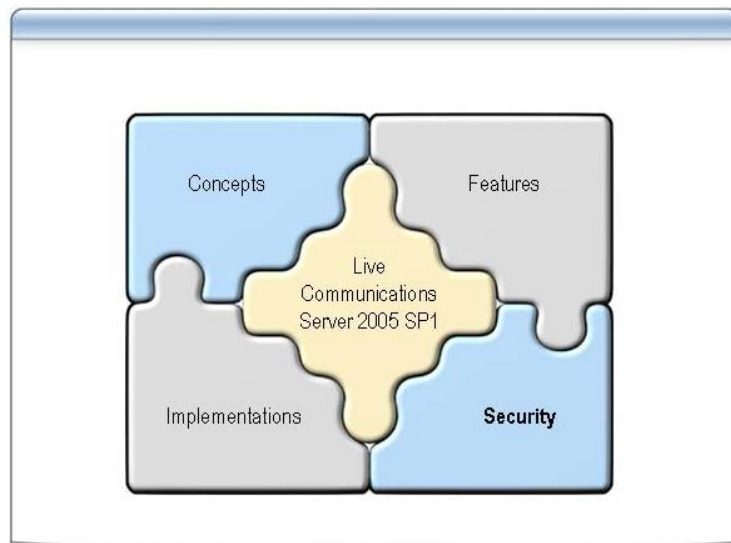 Concepts
Features
Live
Communications
Server 2005 SP1
Implementations
Security